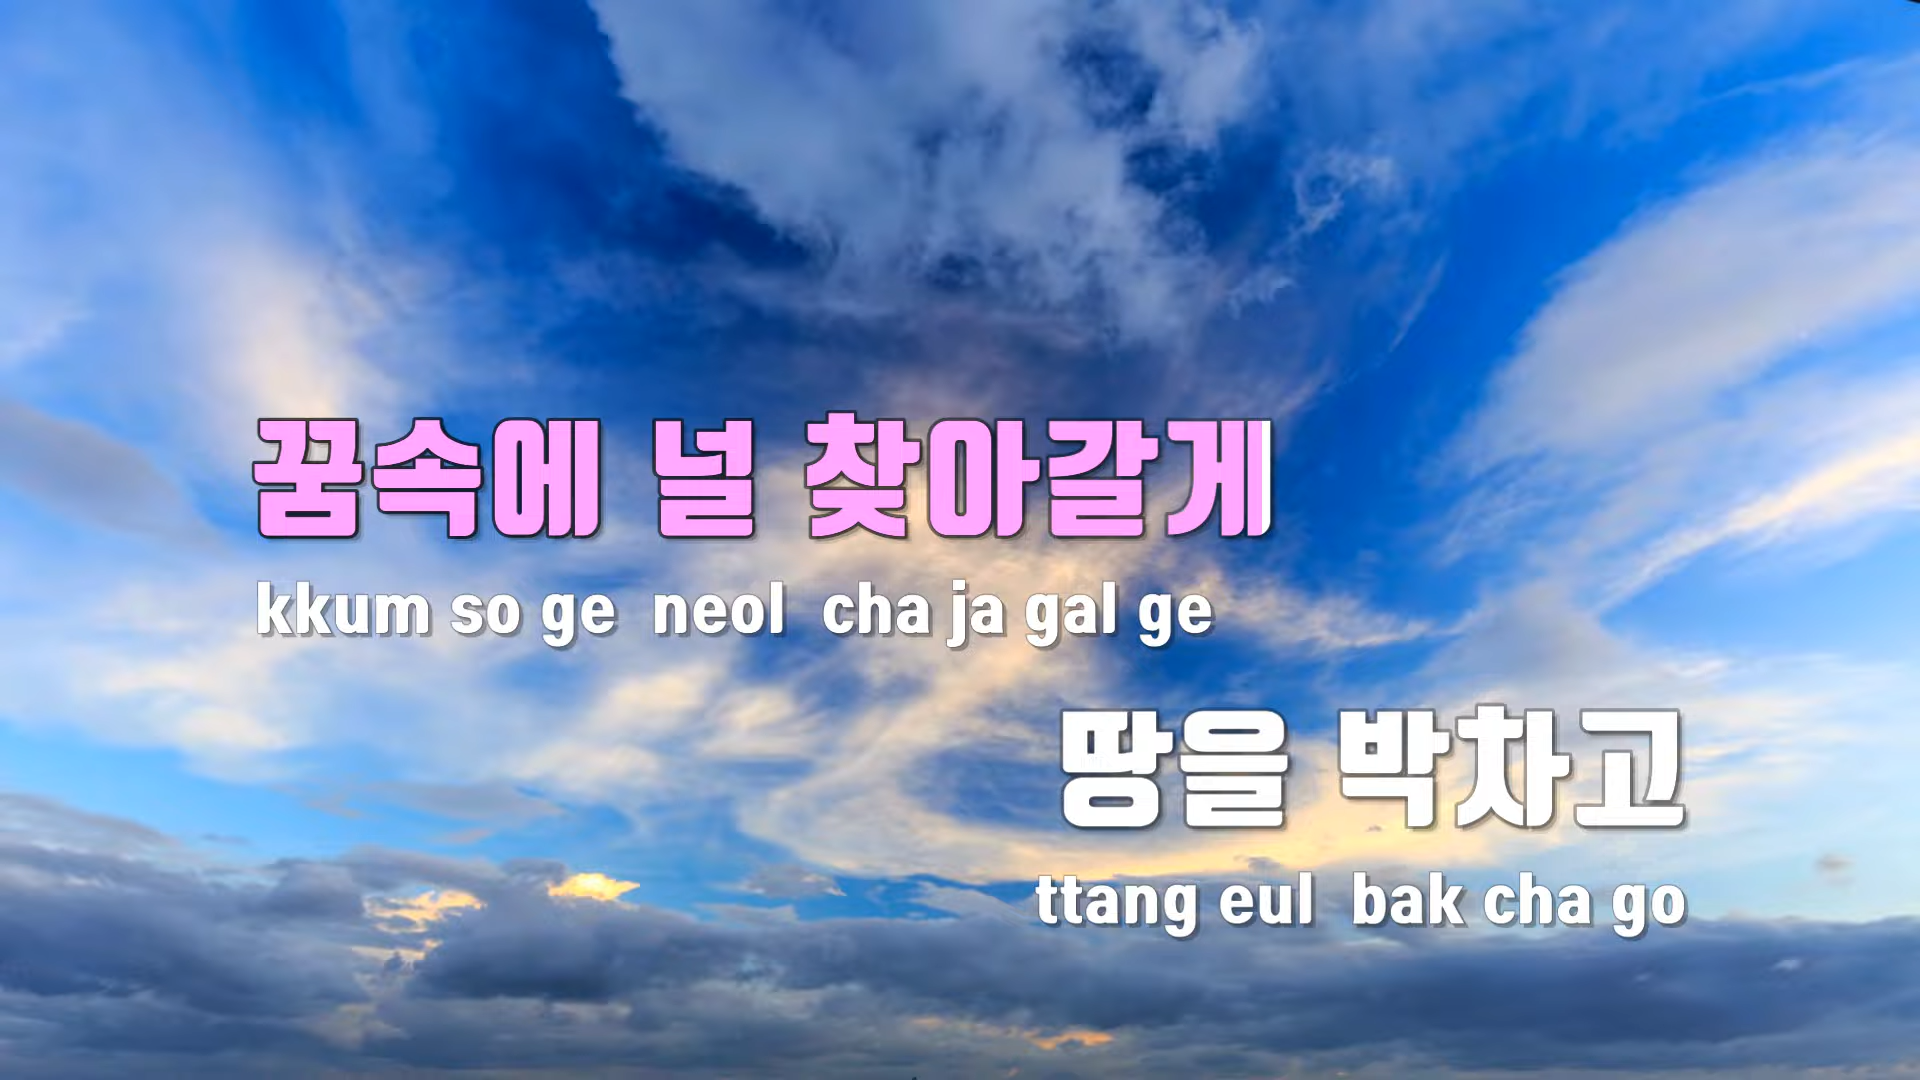 꿈속에 널 찾아갈게
kkum so ge neol cha ja gal ge
땅을 박차고
ttang eul bak cha go